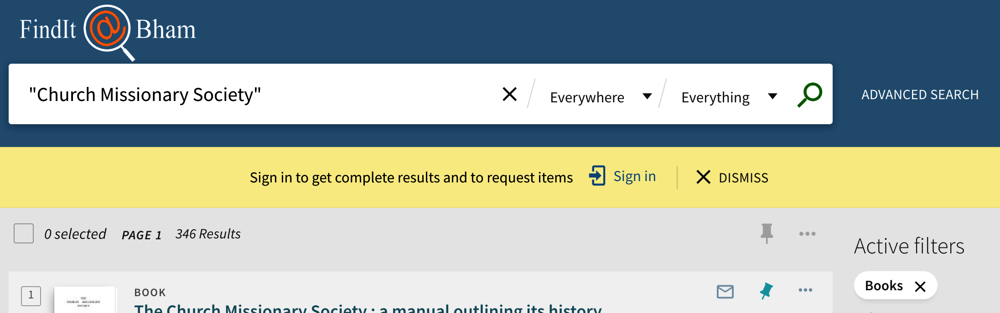 FindIt @ Bham
"Church Missionary Society"
Everywhere
Everything
ADVANCED SEARCH
Sign in to get complete results and to request items
Sign in
DISMISS
0 selected PAGE 1 346 Results
Active filters
Books
1
BOOK
The Church Missionary Society : a manual outlining its history